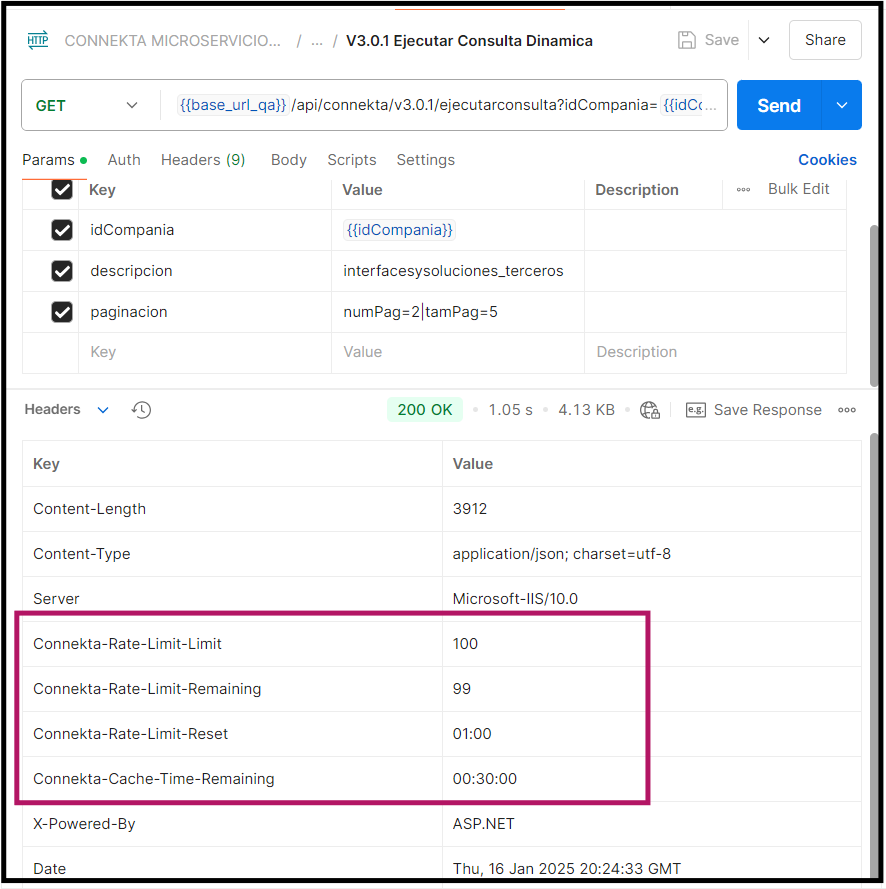 HTTP CONNEKTA MICROSERVICIO... / ... / V3.0.1 Ejecutar Consulta Dinamica Save Share
GET {{base_url_qa}} /api/connekta/v3.0.1/ejecutarconsulta?idCompania= {{idCo... Send
Params Auth Headers (9) Body Scripts Settings Cookies
Key Value Description ... Bulk Edit
idCompania {{idCompania}}
descripcion interfacesysoluciones_terceros
paginacion numPag=2|tamPag=5
Key Value Description
Headers 200 OK 1.05 s 4.13 KB e.g. Save Response ...
Key Value
Content-Length 3912
Content-Type application/json; charset=utf-8
Server Microsoft-IIS/10.0
Connekta-Rate-Limit-Limit 100
Connekta-Rate-Limit-Remaining 99
Connekta-Rate-Limit-Reset 01:00
Connekta-Cache-Time-Remaining 00:30:00
X-Powered-By ASP.NET
Date Thu, 16 Jan 2025 20:24:33 GMT